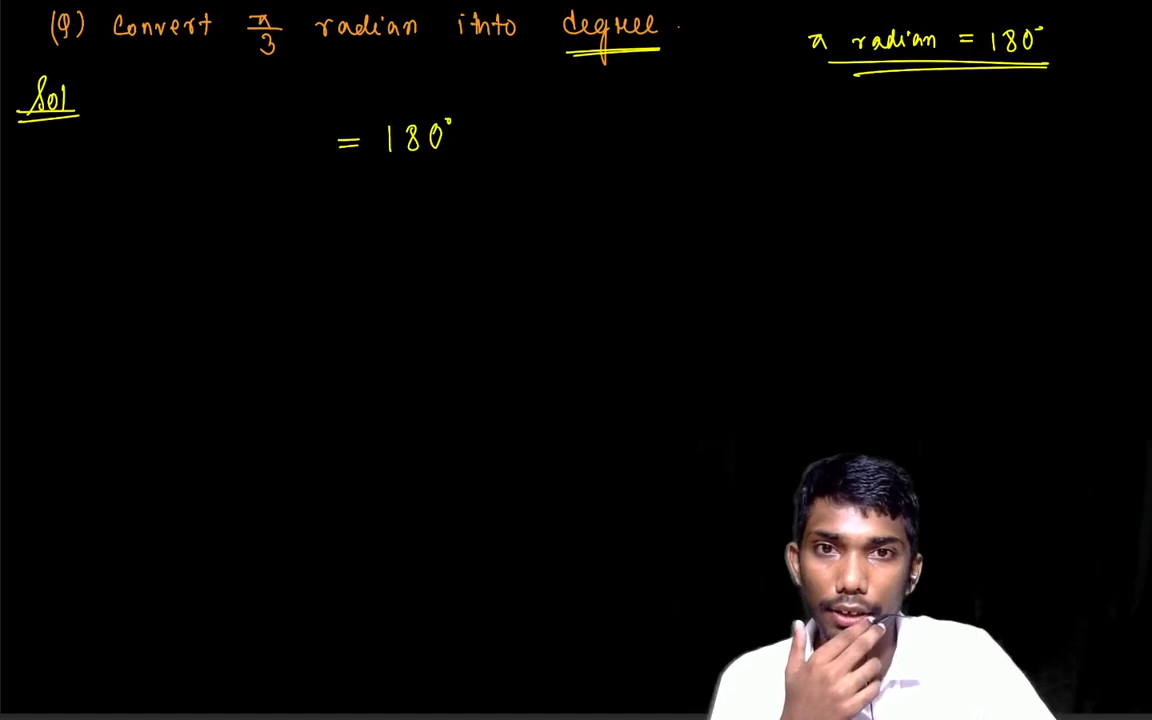 (Q) Convert π/3 radian into degree.
π radian = 180°
Sol
= 180°